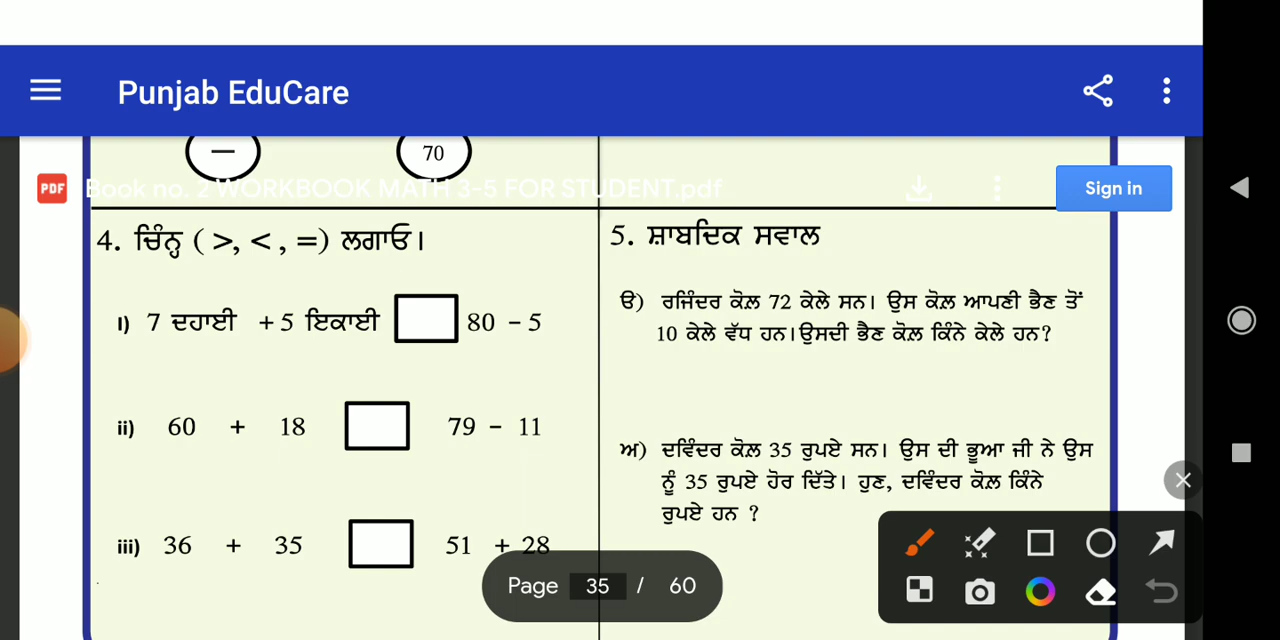 Punjab EduCare
— 70
PDF Book no. 2 WORKBOOK MATH 3-5 FOR STUDENT.pdf Sign in
4. ਚਿੰਨ੍ਹ ( >, < , =) ਲਗਾਓ।
i) 7 ਦਹਾਈ + 5 ਇਕਾਈ 80 - 5
ii) 60 + 18 79 - 11
iii) 36 + 35 51 + 28
5. ਸ਼ਾਬਦਿਕ ਸਵਾਲ
ੳ) ਰਜਿੰਦਰ ਕੋਲ਼ 72 ਕੇਲੇ ਸਨ। ਉਸ ਕੋਲ਼ ਆਪਣੀ ਭੈਣ ਤੋਂ
10 ਕੇਲੇ ਵੱਧ ਹਨ।ਉਸਦੀ ਭੈਣ ਕੋਲ਼ ਕਿੰਨੇ ਕੇਲੇ ਹਨ?
ਅ) ਦਵਿੰਦਰ ਕੋਲ਼ 35 ਰੁਪਏ ਸਨ। ਉਸ ਦੀ ਭੂਆ ਜੀ ਨੇ ਉਸ
ਨੂੰ 35 ਰੁਪਏ ਹੋਰ ਦਿੱਤੇ। ਹੁਣ, ਦਵਿੰਦਰ ਕੋਲ਼ ਕਿੰਨੇ
ਰੁਪਏ ਹਨ ?
Page 35 / 60